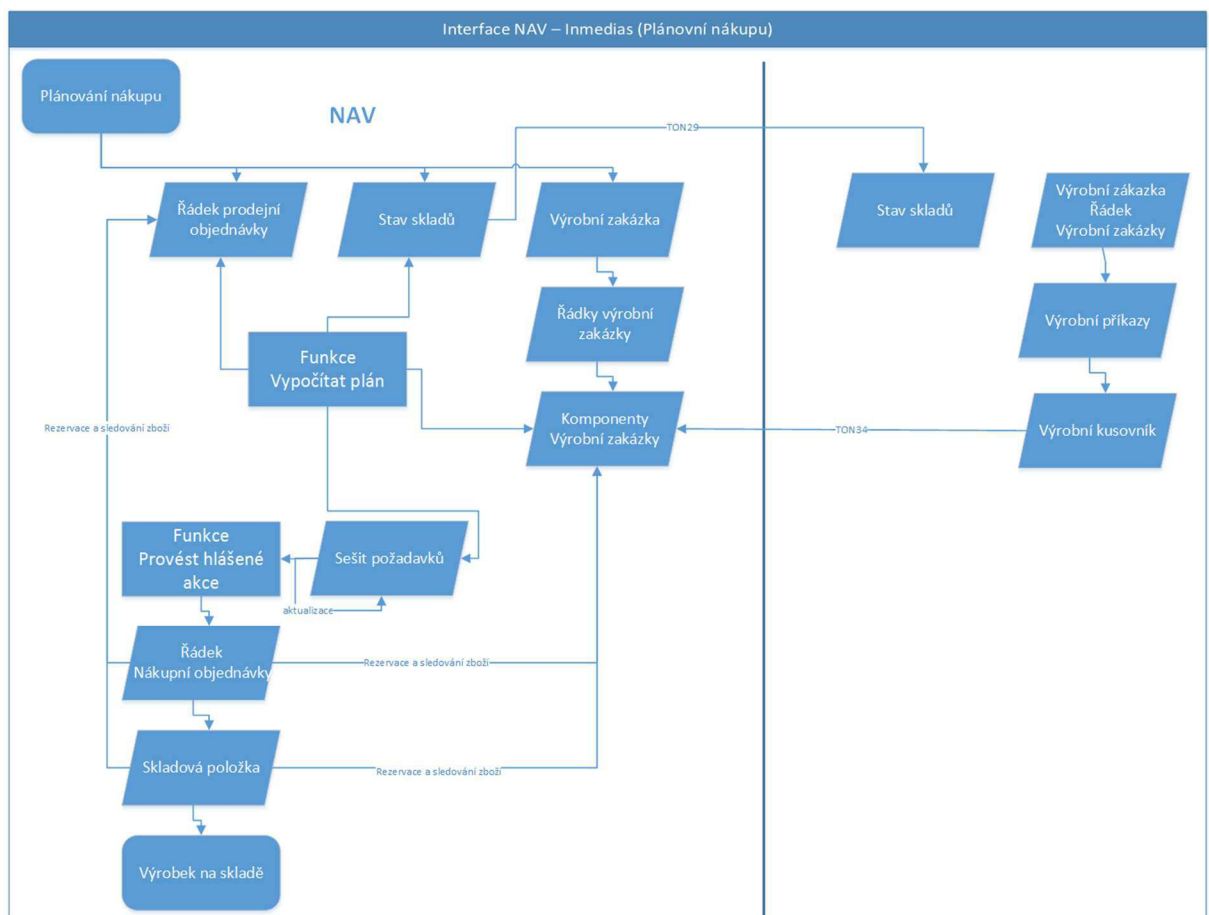 Interface NAV – Inmedias (Plánovní nákupu)
Plánování nákupu
NAV
TON29
Řádek prodejní
objednávky
Stav skladů
Výrobní zakázka
Stav skladů
Výrobní zákazka
Řádek
Výrobní zakázky
Řádky výrobní
zakázky
Výrobní příkazy
Funkce
Vypočítat plán
Komponenty
Výrobní zakázky
Rezervace a sledování zboží
TON34
Výrobní kusovník
Funkce
Provést hlášené
akce
Sešit požadavků
aktualizace
Řádek
Nákupní objednávky
Rezervace a sledování zboží
Skladová položka
Rezervace a sledování zboží
Výrobek na skladě